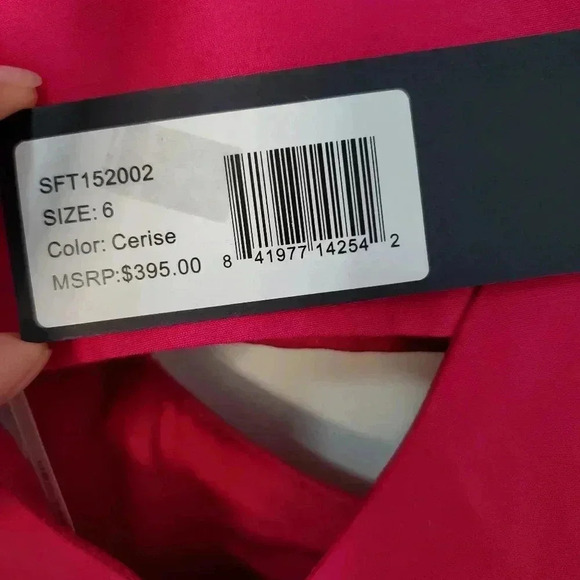 SFT152002
SIZE: 6
Color: Cerise
MSRP:$395.00
8 41977 14254 2